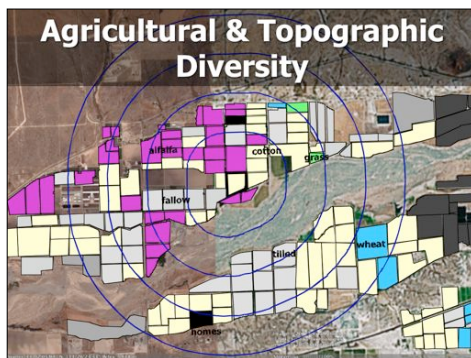 Agricultural & Topographic
Diversity
alfalfa
cotton
grass
fallow
wheat
tilled
homes